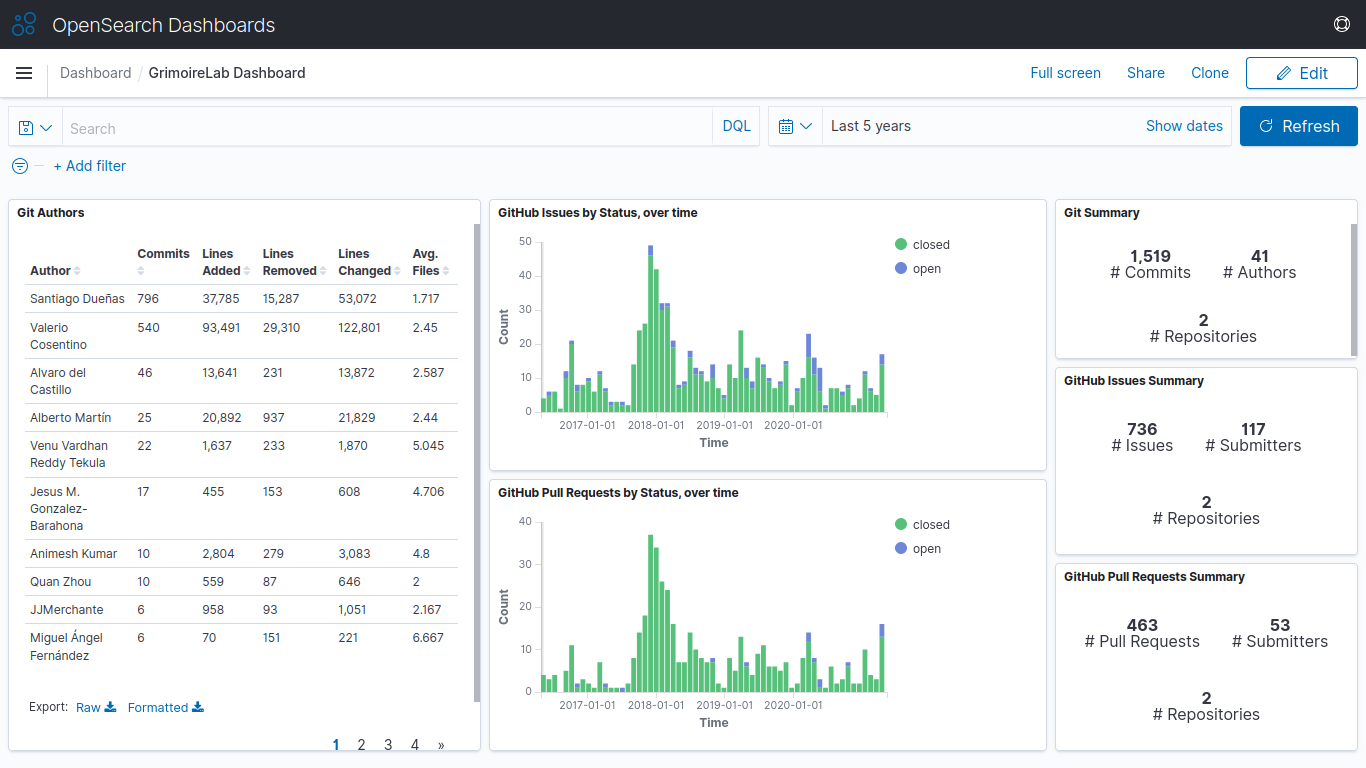 OpenSearch Dashboards
Dashboard / GrimoireLab Dashboard
Full screen Share Clone Edit
Search DQL Last 5 years Show dates Refresh
+ Add filter
Git Authors
Author Commits Lines Added Lines Removed Lines Changed Avg. Files
Santiago Dueñas 796 37,785 15,287 53,072 1.717
Valerio Cosentino 540 93,491 29,310 122,801 2.45
Alvaro del Castillo 46 13,641 231 13,872 2.587
Alberto Martín 25 20,892 937 21,829 2.44
Venu Vardhan Reddy Tekula 22 1,637 233 1,870 5.045
Jesus M. Gonzalez-Barahona 17 455 153 608 4.706
Animesh Kumar 10 2,804 279 3,083 4.8
Quan Zhou 10 559 87 646 2
JJMerchante 6 958 93 1,051 2.167
Miguel Ángel Fernández 6 70 151 221 6.667
Export: Raw Formatted
1 2 3 4 »
GitHub Issues by Status, over time
50
40
30
20
10
0
Count
2017-01-01 2018-01-01 2019-01-01 2020-01-01
Time
closed
open
GitHub Pull Requests by Status, over time
40
30
20
10
0
Count
2017-01-01 2018-01-01 2019-01-01 2020-01-01
Time
closed
open
Git Summary
1,519 41
# Commits # Authors
2
# Repositories
GitHub Issues Summary
736 117
# Issues # Submitters
2
# Repositories
GitHub Pull Requests Summary
463 53
# Pull Requests # Submitters
2
# Repositories